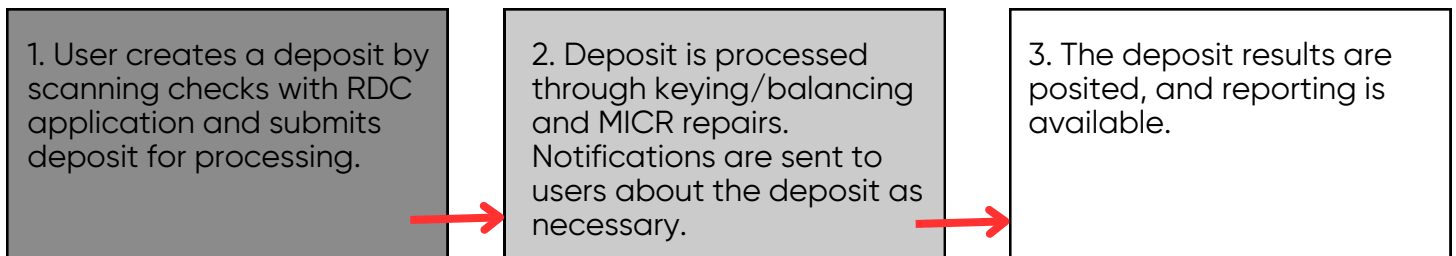 1. User creates a deposit by
scanning checks with RDC
application and submits
deposit for processing.
2. Deposit is processed
through keying/balancing
and MICR repairs.
Notifications are sent to
users about the deposit as
necessary.
3. The deposit results are
posited, and reporting is
available.